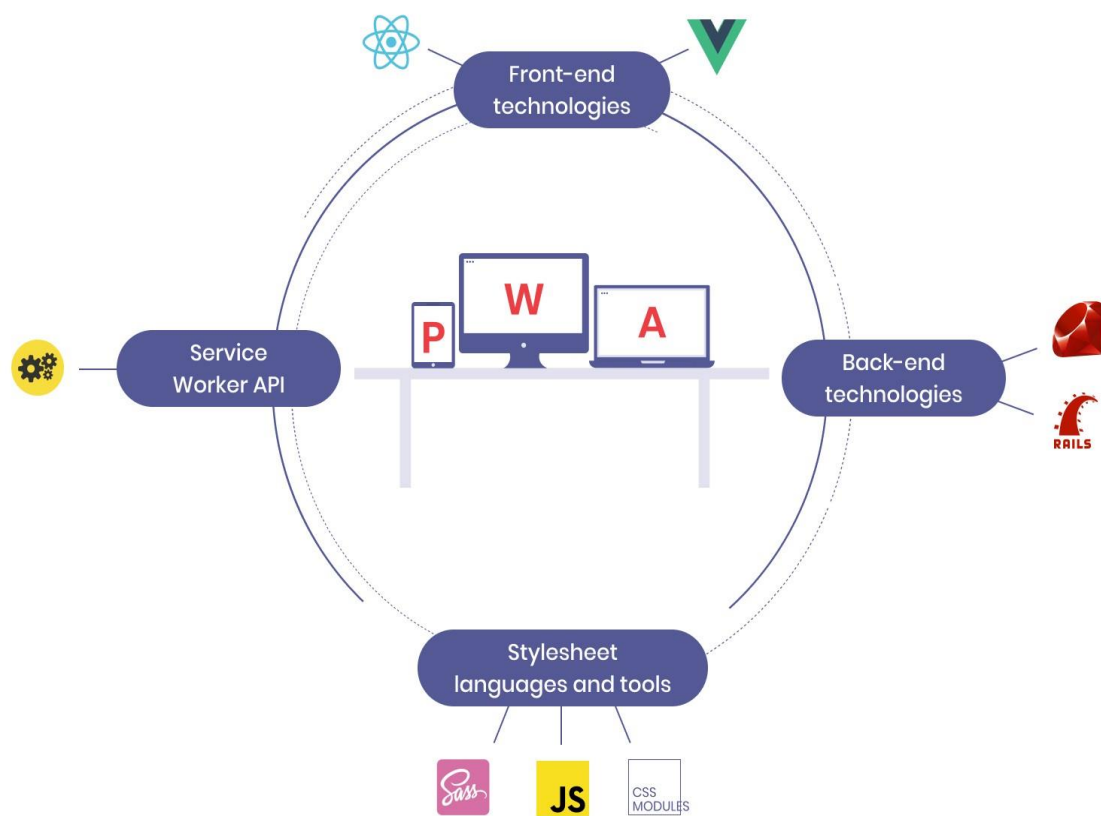 Front-end
technologies
P
W
A
Service
Worker API
Back-end
technologies
RAILS
Stylesheet
languages and tools
Sass
JS
CSS
MODULES